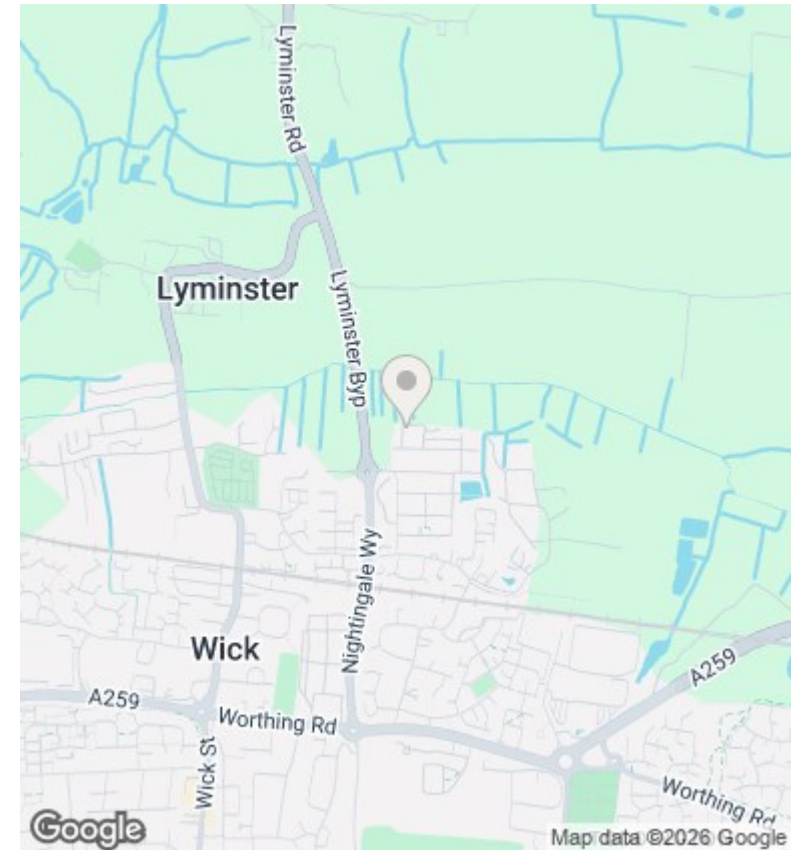 Lyminster Rd
Lyminster
Lyminster Byp
Nightingale Wy
Wick
A259
A259
Worthing Rd
Wick St
Worthing Rd
Google
Map data ©2026 Google